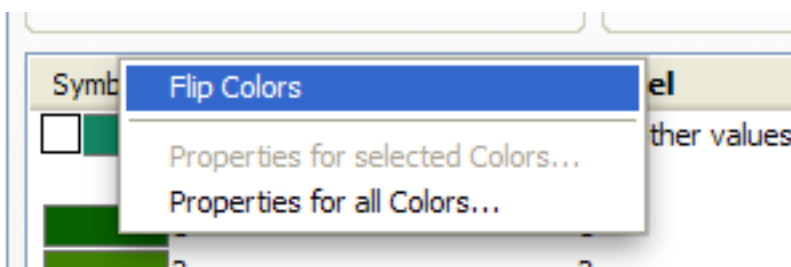 Symb
Flip Colors
el
ther values
Properties for selected Colors...
Properties for all Colors...